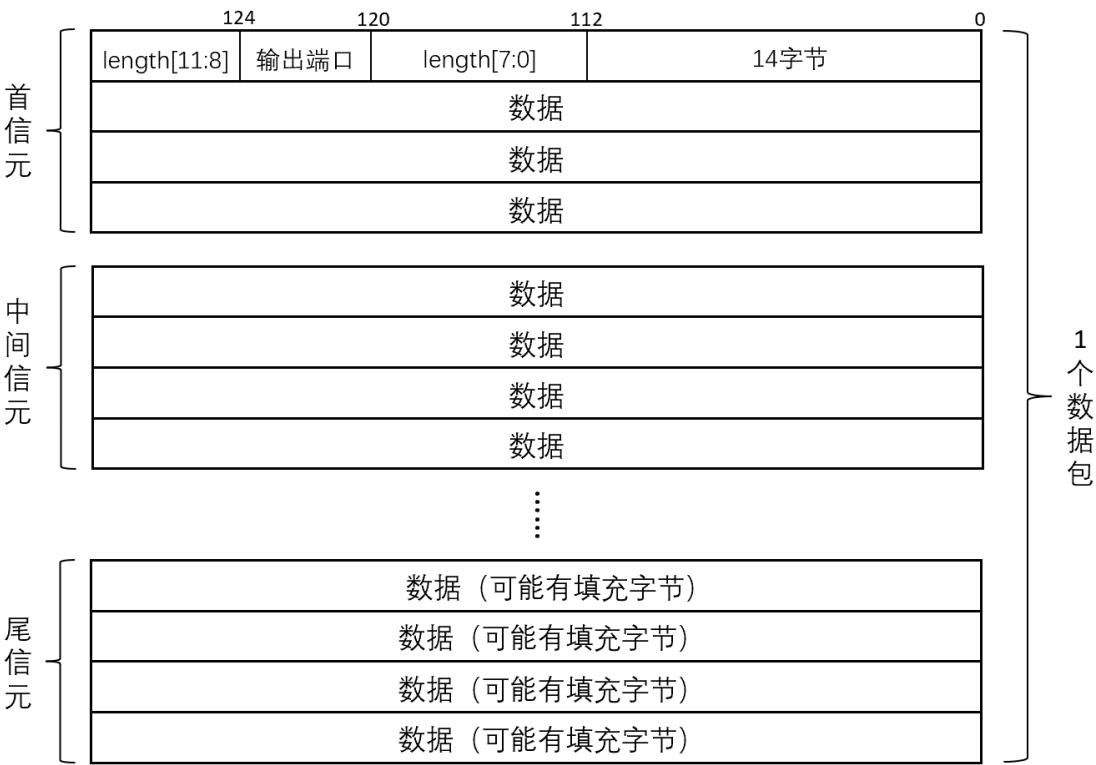 124 120 112 0
length[11:8] 输出端口 length[7:0] 14字节
数据
数据
数据
首信元
数据
数据
数据
数据
中间信元
数据（可能有填充字节）
数据（可能有填充字节）
数据（可能有填充字节）
数据（可能有填充字节）
尾信元
1个数据包